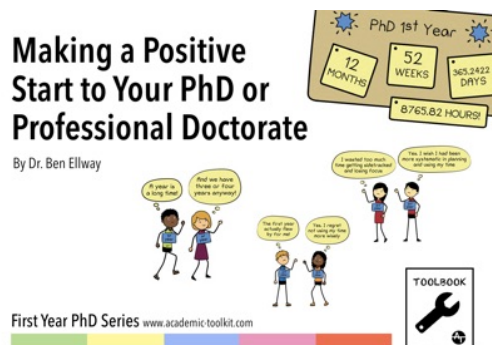 Making a Positive
Start to Your PhD or
Professional Doctorate
By Dr. Ben Ellway
PhD 1st Year
12
MONTHS
52
WEEKS
365.2422
DAYS
8765.82 HOURS!
A year is
a long time!
And we have
three or four
years anyway!
The first year
actually flew
by for me!
Yes, I regret
not using my time
more wisely
I wasted too much
time getting sidetracked
and losing focus
Yes, I wish I had been
more systematic in planning
and using my time
TOOLBOOK
First Year PhD Series www.academic-toolkit.com